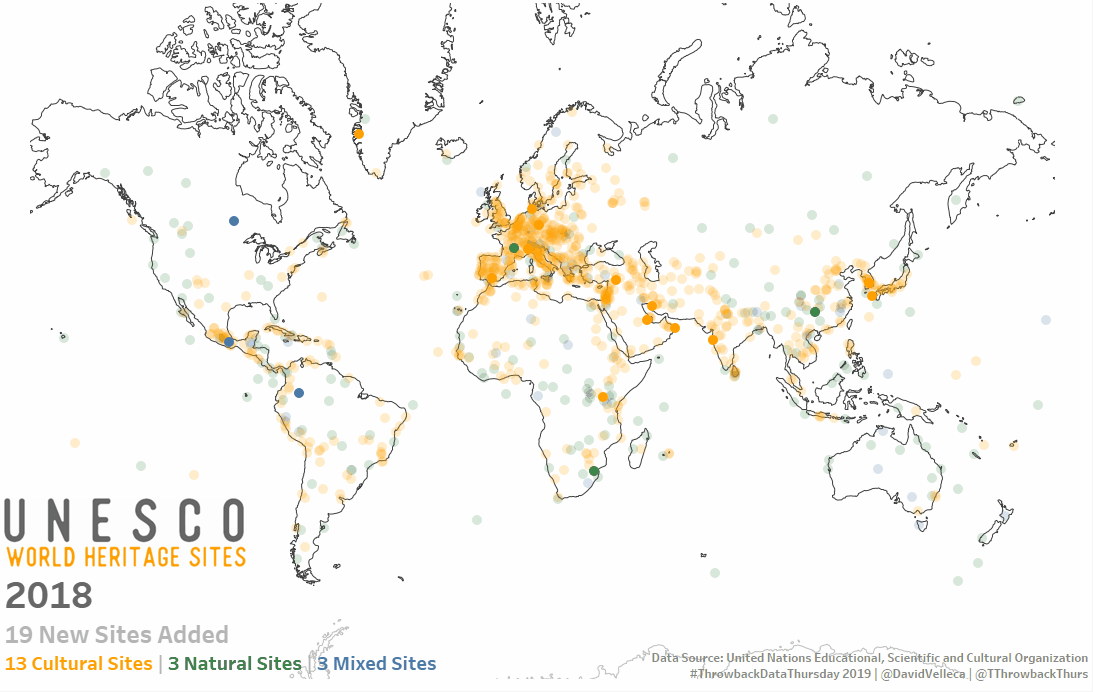 UNESCO
WORLD HERITAGE SITES
2018
19 New Sites Added
13 Cultural Sites | 3 Natural Sites | 3 Mixed Sites
Data Source: United Nations Educational, Scientific and Cultural Organization
#ThrowbackDataThursday 2019 | @DavidVelleca | @TThrowbackThurs